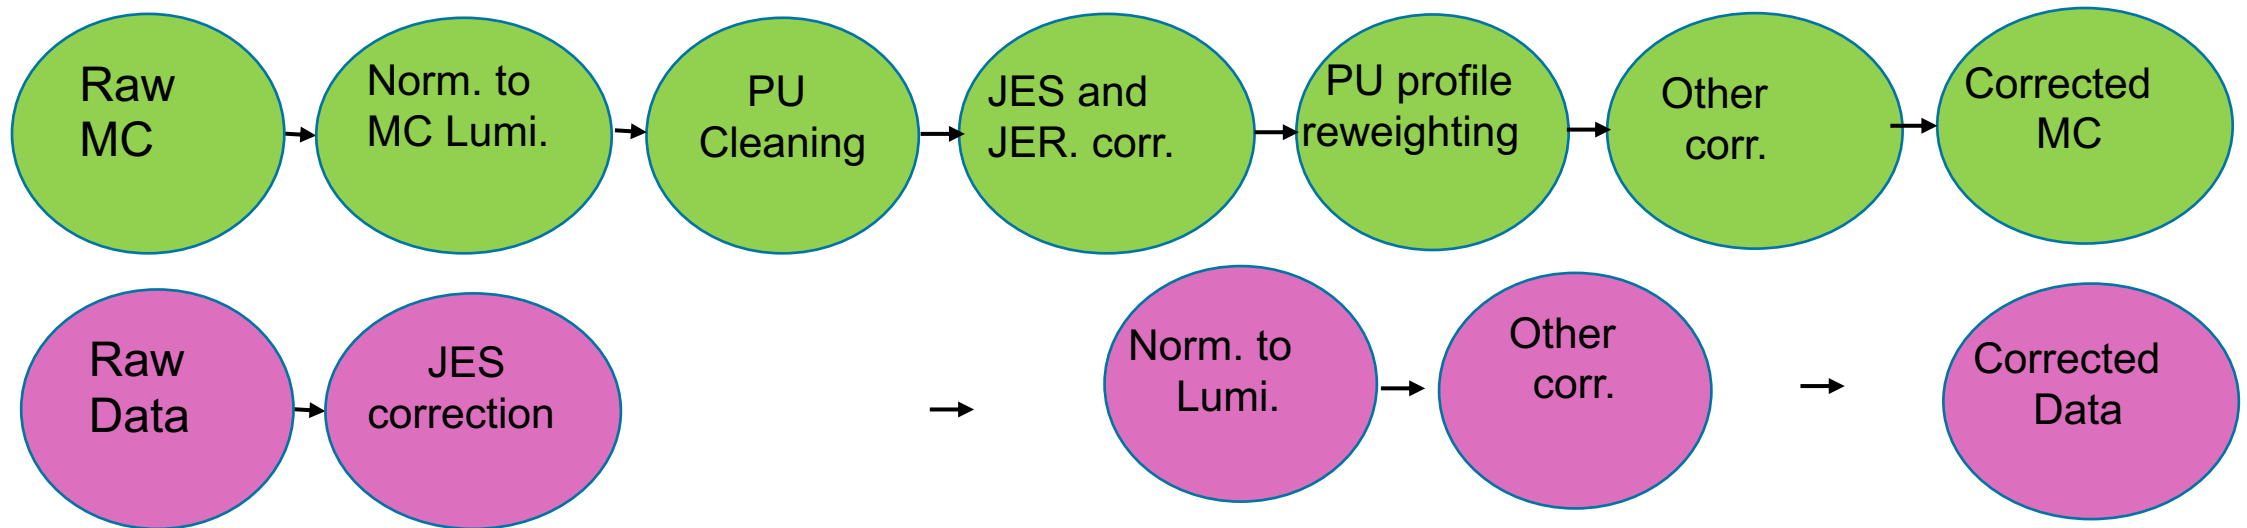 Raw
MC
Norm. to
MC Lumi.
PU
Cleaning
JES and
JER. corr.
PU profile
reweighting
Other
corr.
Corrected
MC
Raw
Data
JES
correction
Norm. to
Lumi.
Other
corr.
Corrected
Data